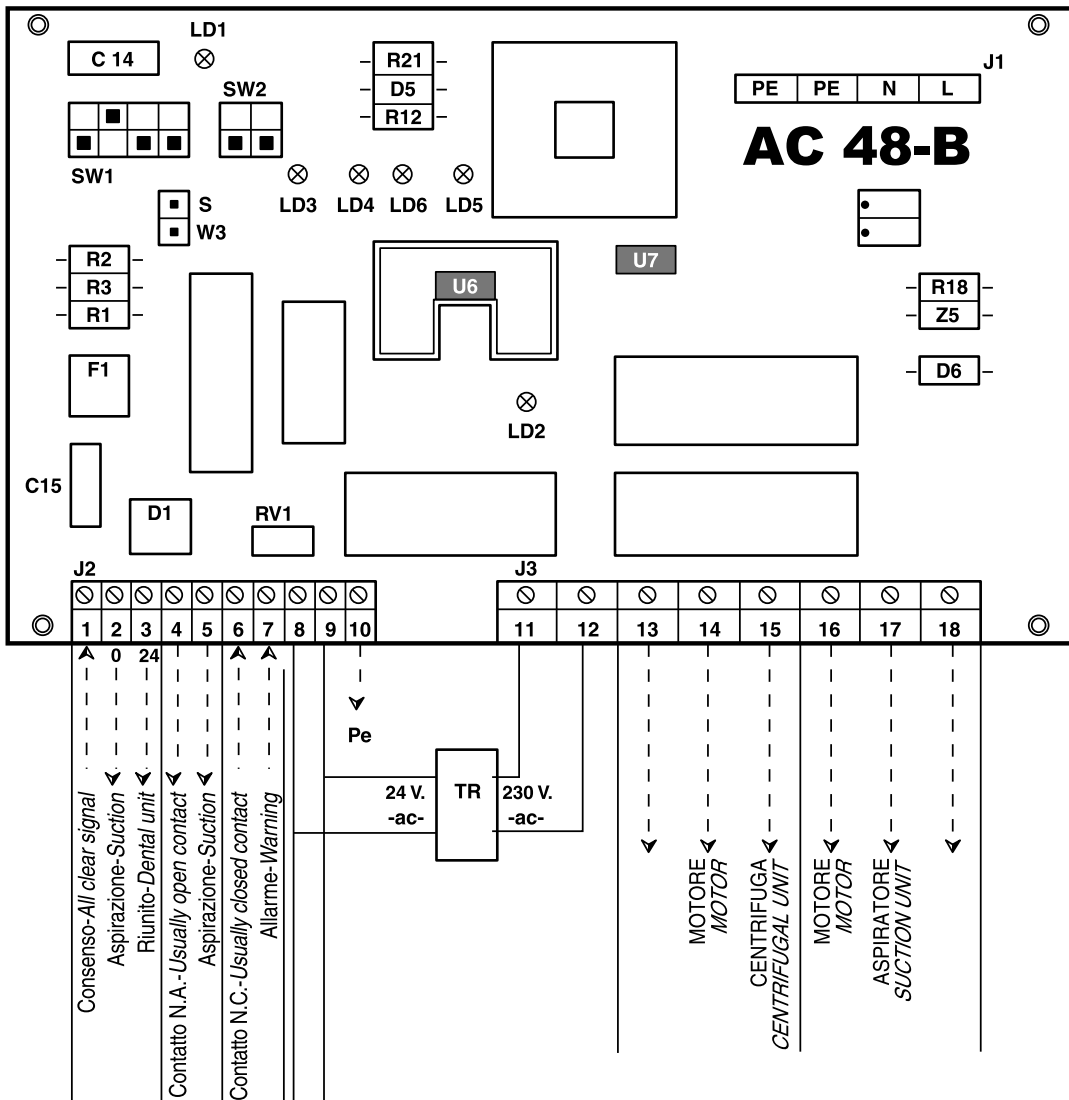 LD1
C 14
R21
D5
R12
J1
PE PE N L
AC 48-B
SW2
SW1
LD3 LD4 LD6 LD5
S
W3
R2
R3
R1
U6
U7
R18
Z5
F1
D6
LD2
C15
D1
RV1
J2
J3
1 2 3 4 5 6 7 8 9 10
11 12 13 14 15 16 17 18
0 24
Pe
24 V.
-ac-
TR
230 V.
-ac-
Consenso-All clear signal
Aspirazione-Suction
Riunito-Dental unit
Contatto N.A.-Usually open contact
Aspirazione-Suction
Contatto N.C.-Usually closed contact
Allarme-Warning
MOTORE
MOTOR
CENTRIFUGA
CENTRIFUGAL UNIT
MOTORE
MOTOR
ASPIRATORE
SUCTION UNIT